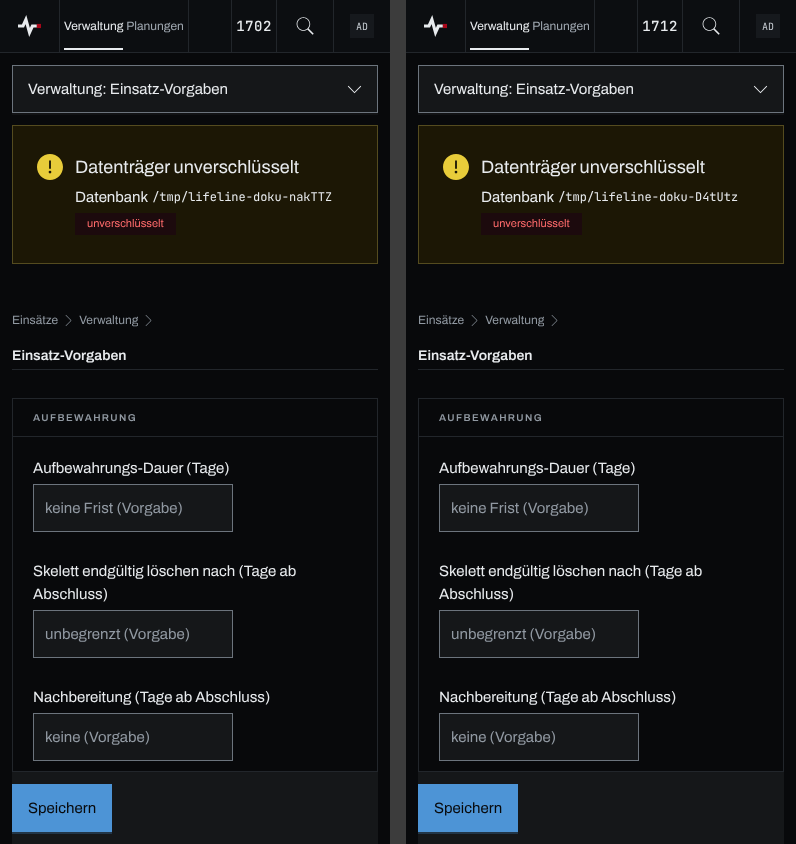 Verwaltung Planungen 1702 AD
Verwaltung: Einsatz-Vorgaben
! Datenträger unverschlüsselt
Datenbank /tmp/lifeline-doku-nakTTZ
unverschlüsselt
Einsätze Verwaltung
Einsatz-Vorgaben
AUFBEWAHRUNG
Aufbewahrungs-Dauer (Tage)
keine Frist (Vorgabe)
Skelett endgültig löschen nach (Tage ab
Abschluss)
unbegrenzt (Vorgabe)
Nachbereitung (Tage ab Abschluss)
keine (Vorgabe)
Speichern
Verwaltung Planungen 1712 AD
Verwaltung: Einsatz-Vorgaben
! Datenträger unverschlüsselt
Datenbank /tmp/lifeline-doku-D4tUtz
unverschlüsselt
Einsätze Verwaltung
Einsatz-Vorgaben
AUFBEWAHRUNG
Aufbewahrungs-Dauer (Tage)
keine Frist (Vorgabe)
Skelett endgültig löschen nach (Tage ab
Abschluss)
unbegrenzt (Vorgabe)
Nachbereitung (Tage ab Abschluss)
keine (Vorgabe)
Speichern